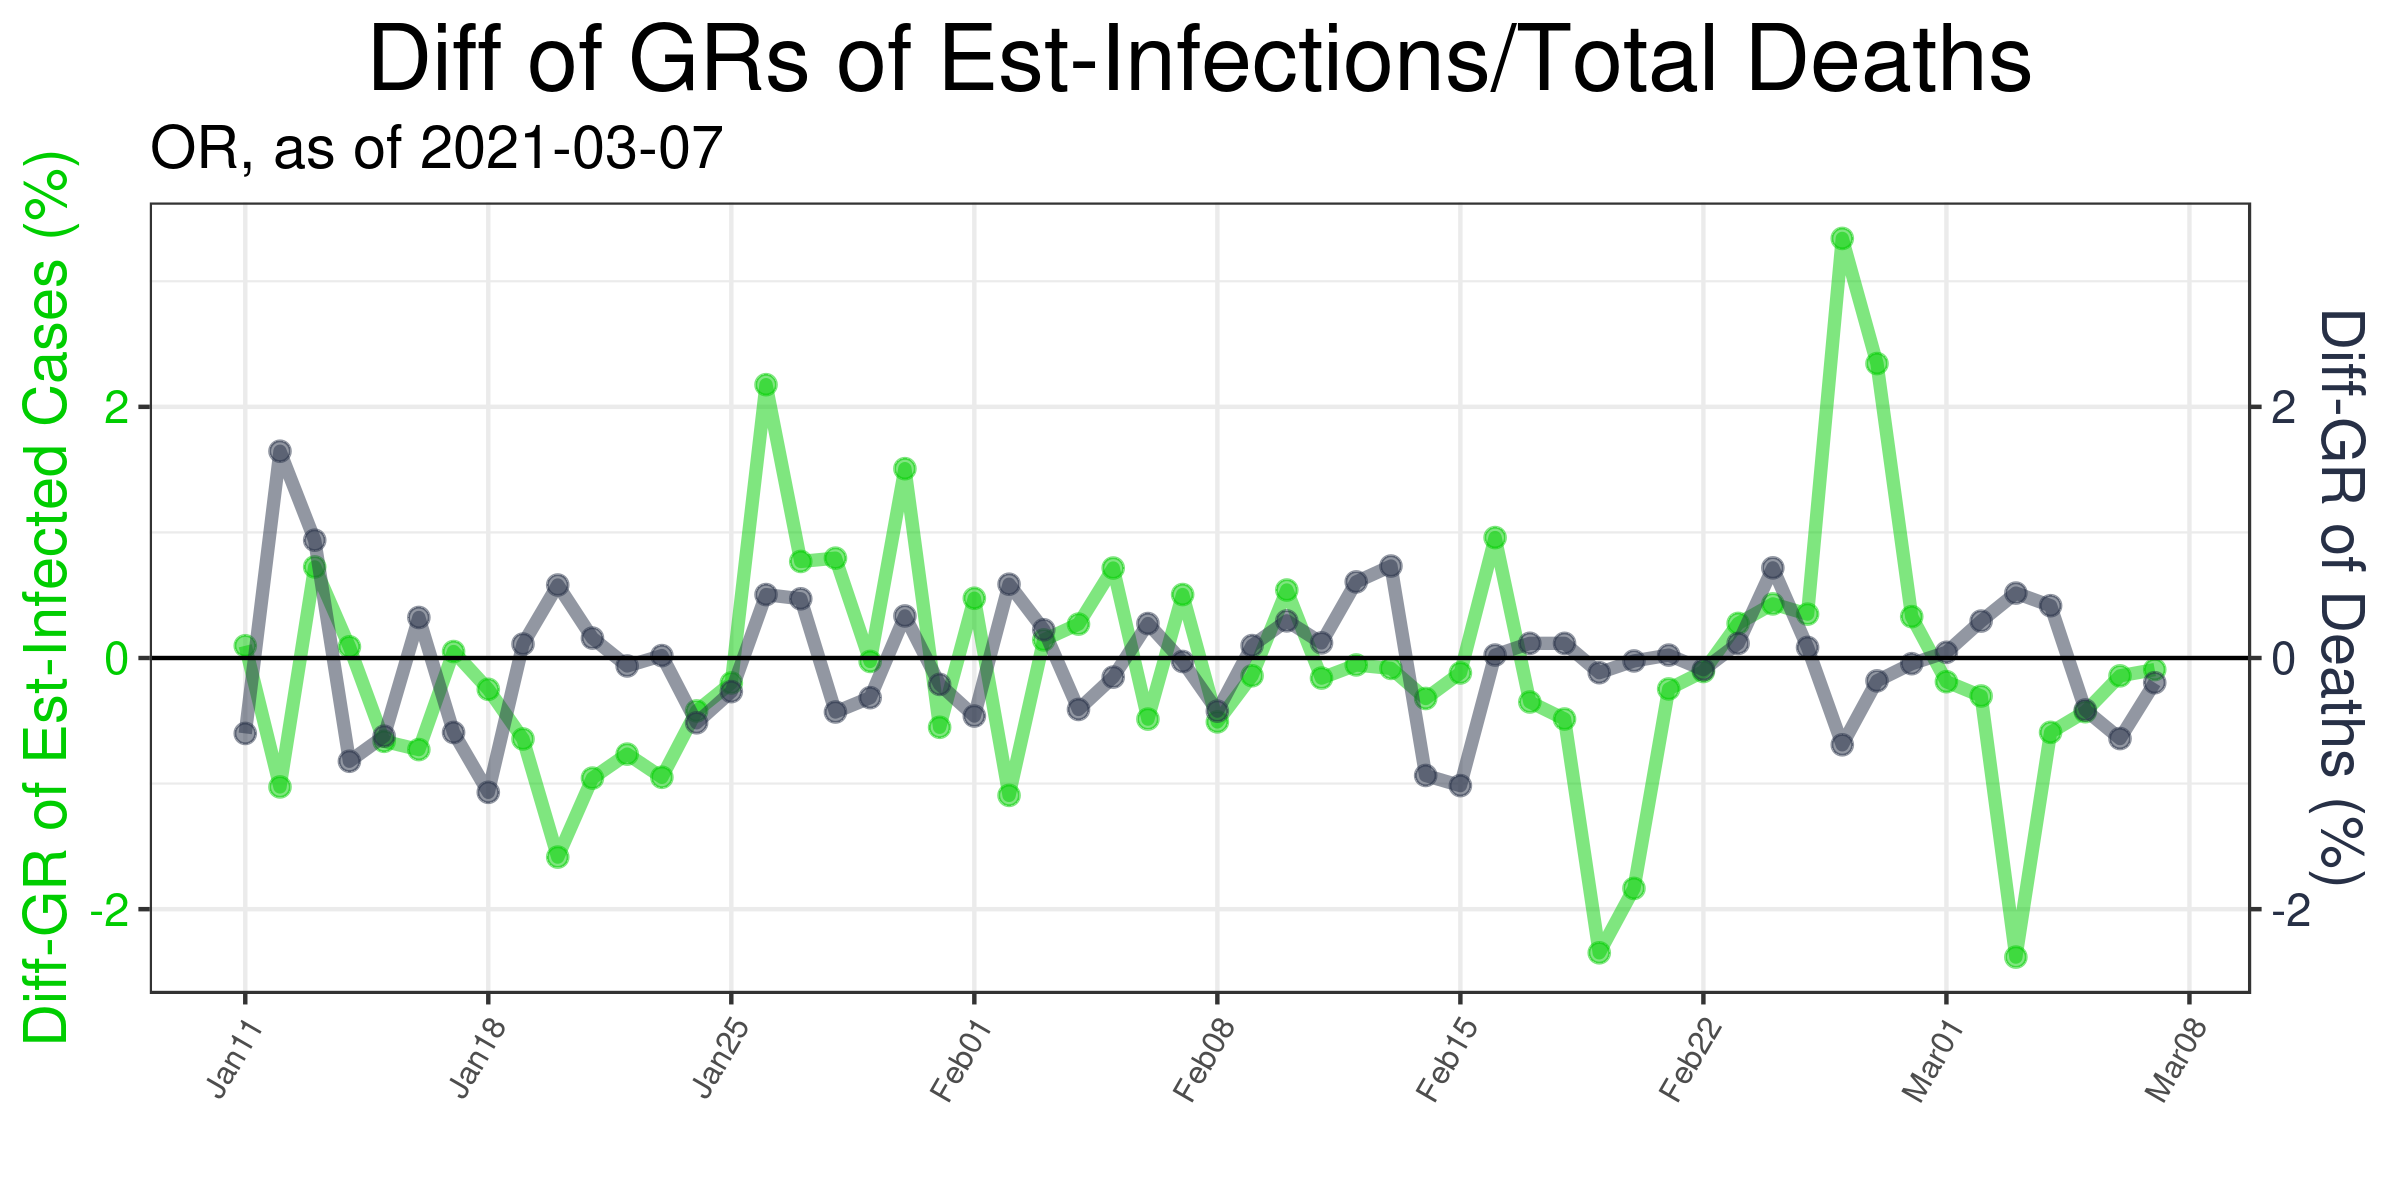 Diff of GRs of Est-Infections/Total Deaths
OR, as of 2021-03-07
Diff-GR of Est-Infected Cases (%)
2
0
-2
2
0
-2
Diff-GR of Deaths (%)
Jan11
Jan18
Jan25
Feb01
Feb08
Feb15
Feb22
Mar01
Mar08